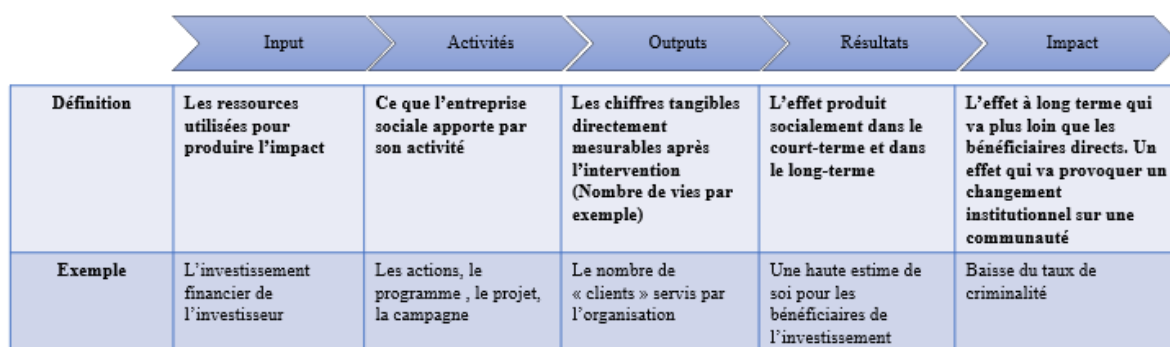 Input
Activités
Outputs
Résultats
Impact
Définition
Les ressources
utilisées pour
produire l'impact
Ce que l'entreprise
sociale apporte par
son activité
Les chiffres tangibles
directement
mesurables après
l'intervention
(Nombre de vies par
exemple)
L'effet produit
socialement dans le
court-terme et dans
le long-terme
L'effet à long terme qui
va plus loin que les
bénéficiaires directs. Un
effet qui va provoquer un
changement
institutionnel sur une
communauté
Exemple
L'investissement
financier de
l'investisseur
Les actions, le
programme , le projet,
la campagne
Le nombre de
« clients » servis par
l'organisation
Une haute estime de
soi pour les
bénéficiaires de
l'investissement
Baisse du taux de
criminalité